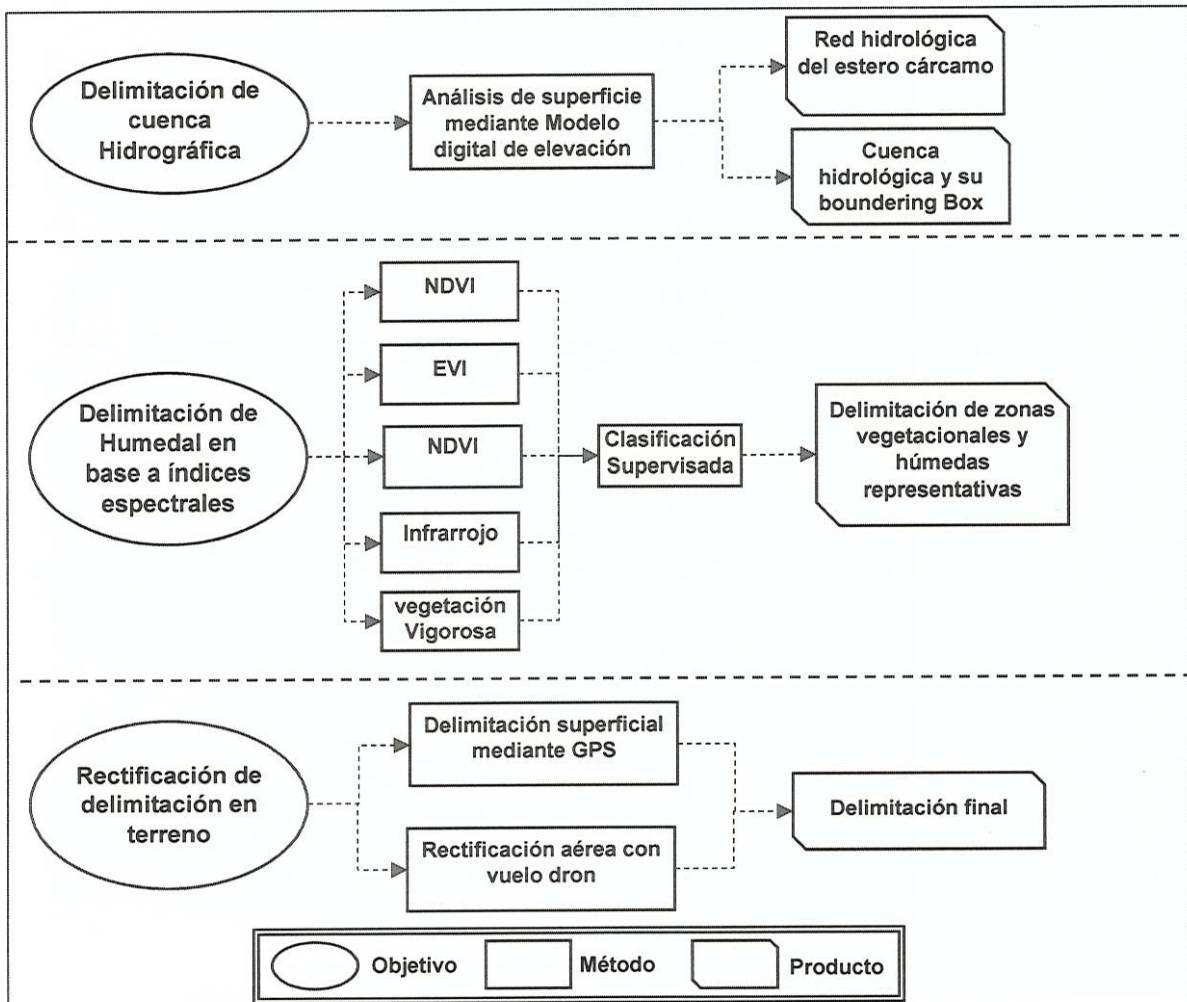 Delimitación de
cuenca
Hidrográfica
Análisis de superficie
mediante Modelo
digital de elevación
Red hidrológica
del estero cárcamo
Cuenca
hidrológica y su
boundering Box
Delimitación de
Humedal en
base a índices
espectrales
NDVI
EVI
NDVI
Infrarrojo
vegetación
Vigorosa
Clasificación
Supervisada
Delimitación de zonas
vegetacionales y
húmedas
representativas
Rectificación de
delimitación en
terreno
Delimitación superficial
mediante GPS
Rectificación aérea con
vuelo dron
Delimitación final
Objetivo
Método
Producto